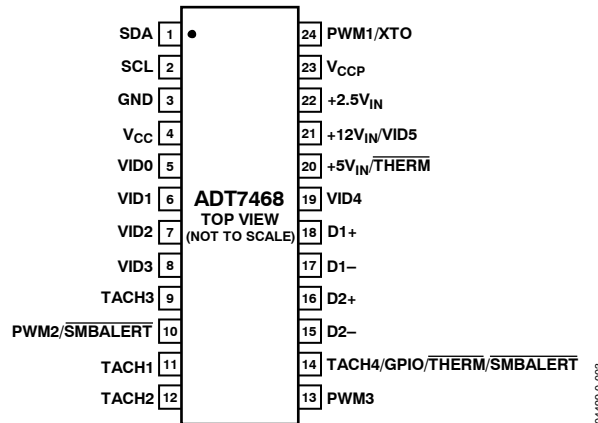 SDA 1
SCL 2
GND 3
VCC 4
VID0 5
VID1 6
VID2 7
VID3 8
TACH3 9
PWM2/SMBALERT 10
TACH1 11
TACH2 12
ADT7468
TOP VIEW
(NOT TO SCALE)
24 PWM1/XTO
23 VCCP
22 +2.5VIN
21 +12VIN/VID5
20 +5VIN/THERM
19 VID4
18 D1+
17 D1–
16 D2+
15 D2–
14 TACH4/GPIO/THERM/SMBALERT
13 PWM3